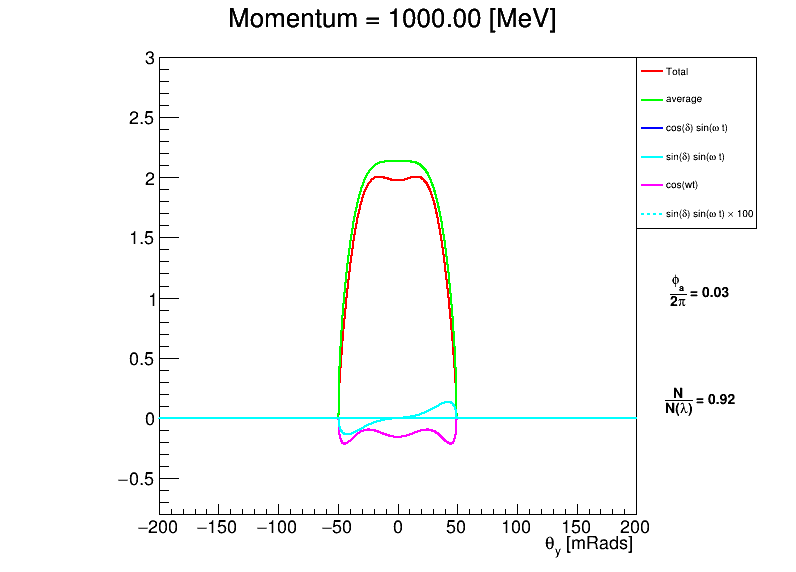 Momentum = 1000.00 [MeV]
3
2.5
2
1.5
1
0.5
0
−0.5
−200 −150 −100 −50 0 50 100 150 200
θy [mRads]
Total
average
cos(δ) sin(ω t)
sin(δ) sin(ω t)
cos(wt)
sin(δ) sin(ω t) × 100
ϕa
2π = 0.03
N
N(λ) = 0.92